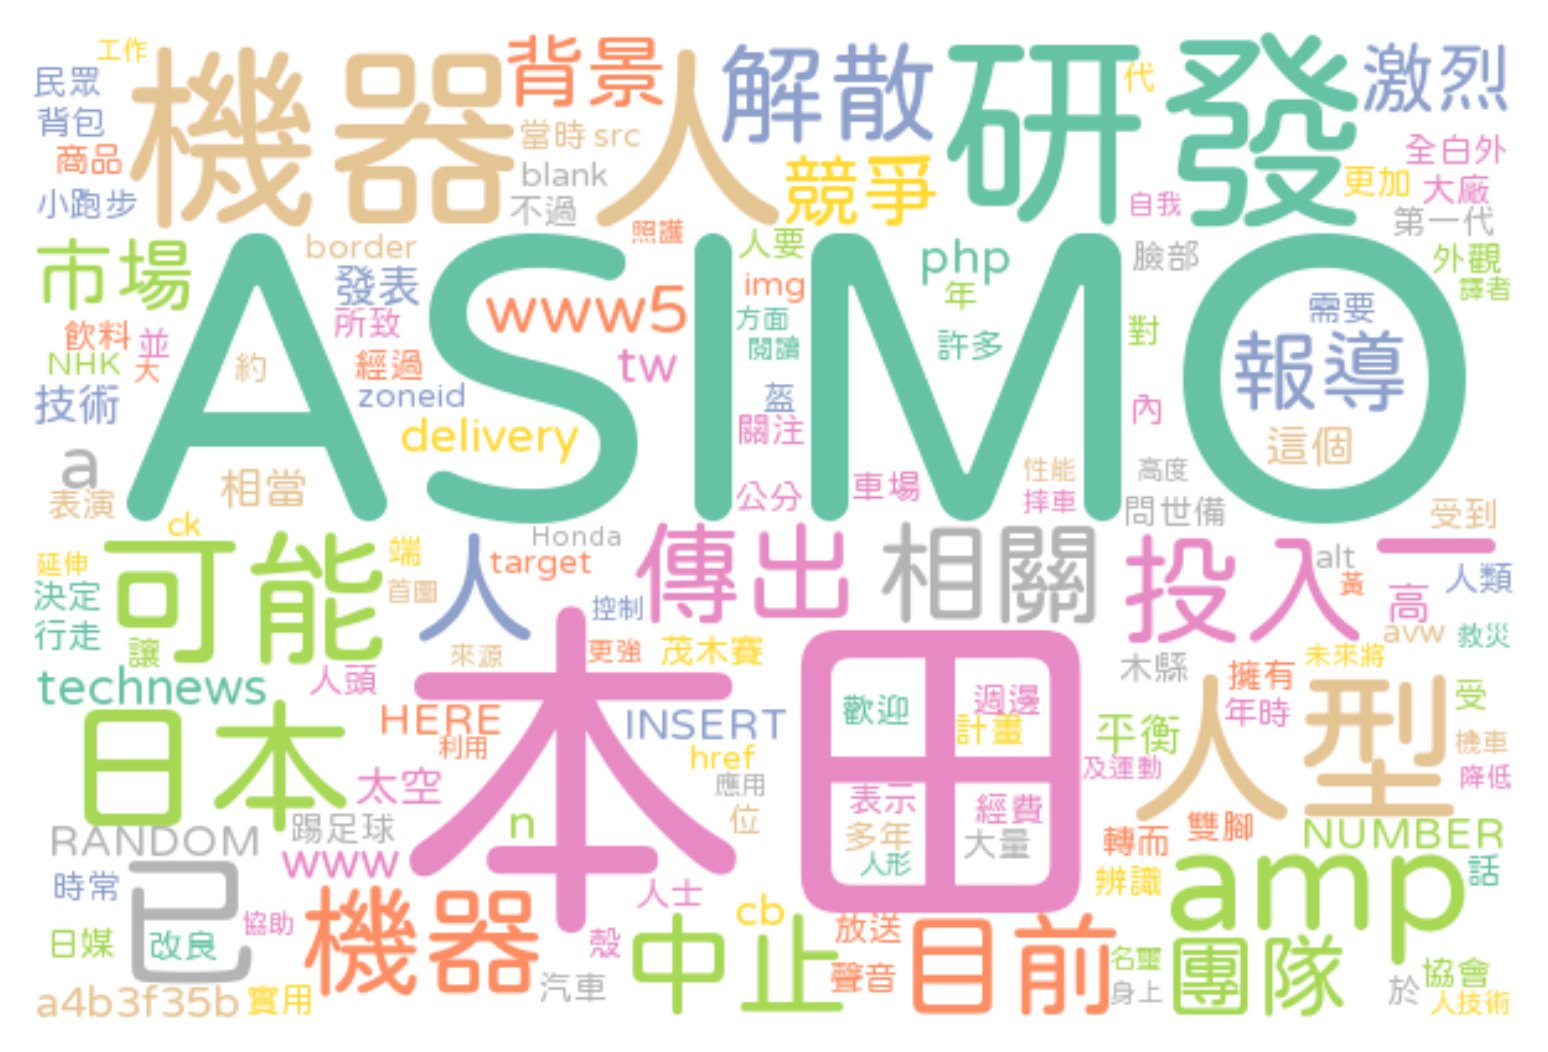 工作
機器人
背景
解散
研發
代
激烈
民眾
背包
商品
小跑步
當時
src
blank
不過
競爭
自我
更加
全白外
大廠
第一代
市場
border
發表
所致
照護
人要
img
方面
閱讀
php
年
許多
臉部
對
外觀
譯者
ASIMO
www5
tw
需要
報導
這個
飲料
並
NHK
大
約
經過
zoneid
delivery
技術
盔
關注
內
a
表演
相當
公分
車場
性能
摔車
高度
問世備
受到
ck
Honda
target
傳出
相關
投入
一
alt
黃
人類
延伸
決定
行走
可能
端
首圖
人
控制
高
avw
救災
讓
來源
更強
茂木賽
木縣
擁有
年時
未來將
technews
人頭
本田
受
日本
HERE
利用
INSERT
href
應用
歡迎
週邊
計畫
平衡
及運動
人型
機車
降低
太空
表示
經費
多年
大量
人形
RANDOM
踢足球
n
位
轉而
雙腳
NUMBER
www
時常
已
人士
辨識
amp
話
協助
日媒
改良
機器
殼
中止
cb
放送
聲音
目前
名璽
身上
團隊
協會
於
人技術
a4b3f35b
實用
汽車